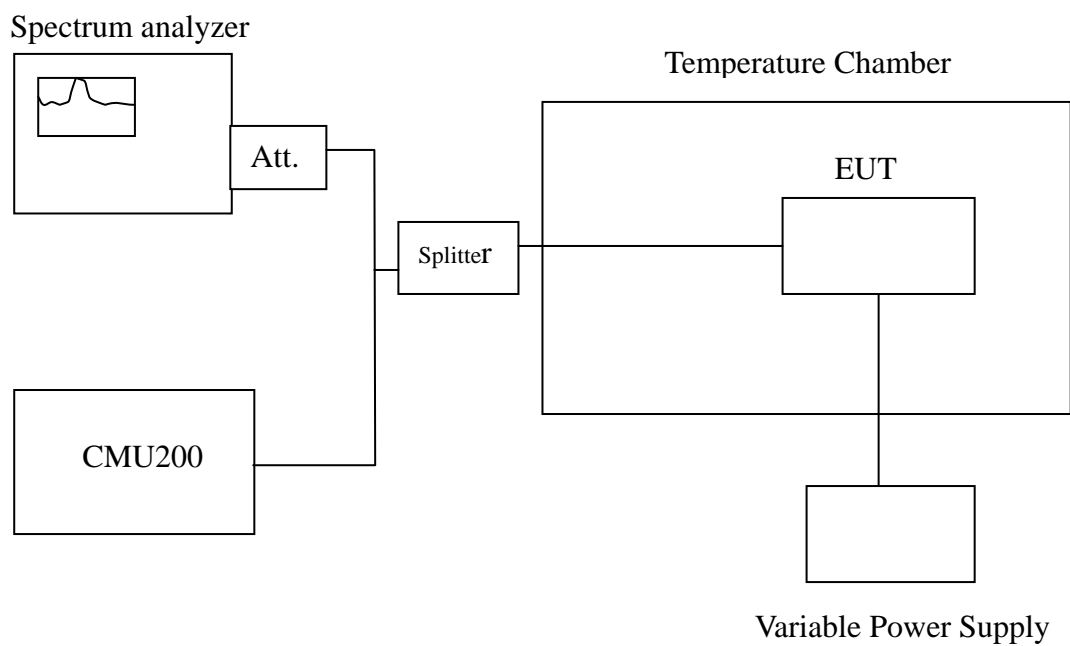 Spectrum analyzer
Temperature Chamber
Att.
EUT
Splitter
CMU200
Variable Power Supply